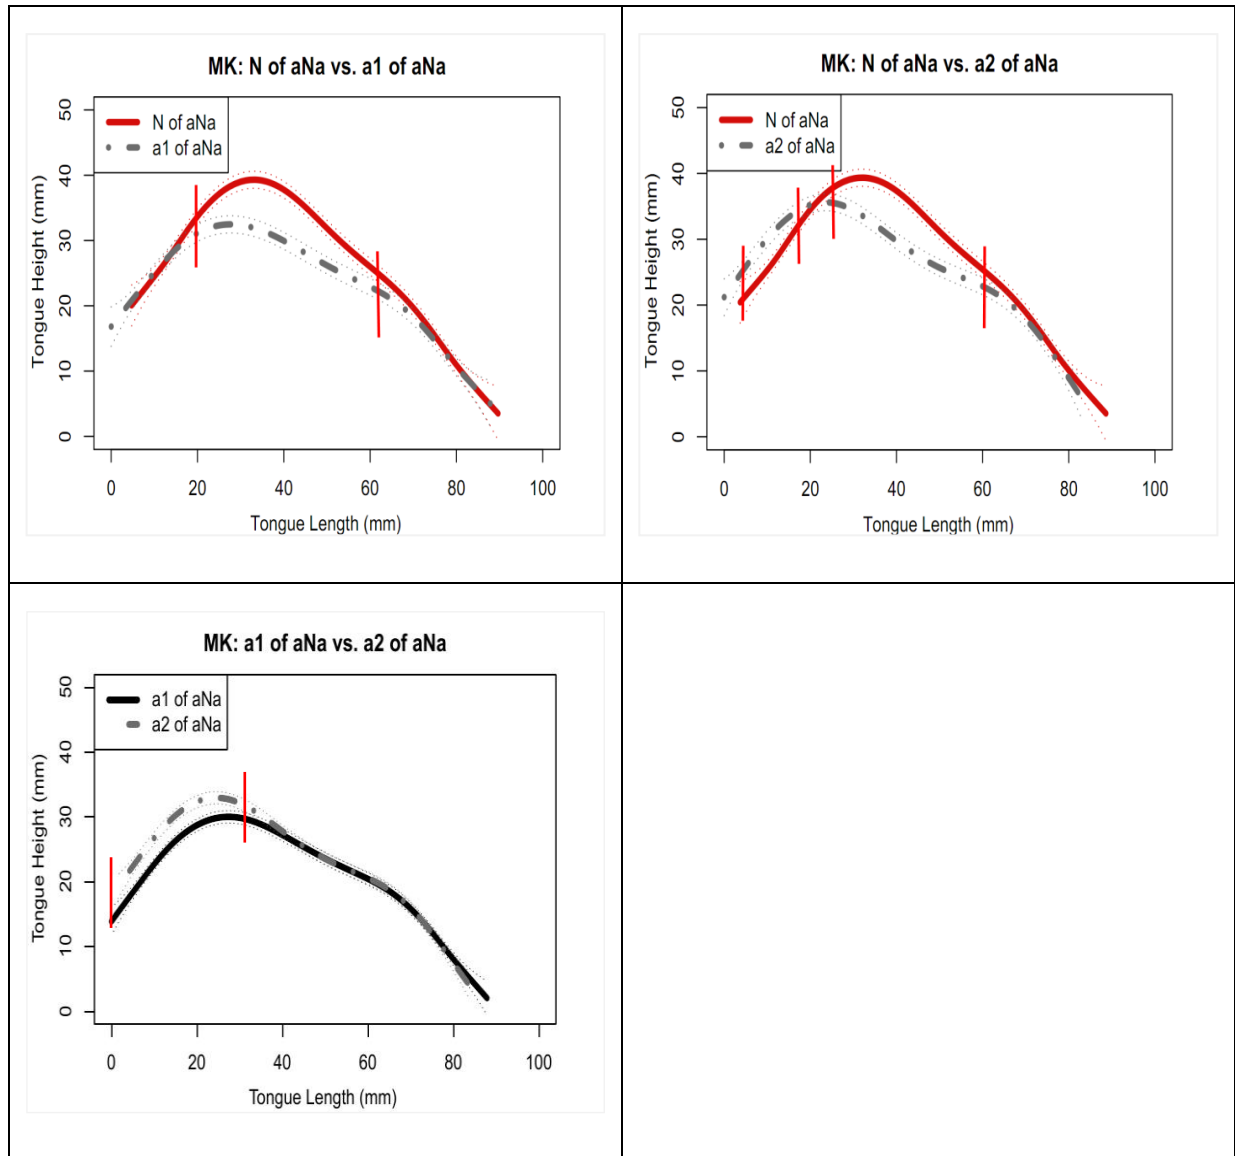 MK: N of aNa vs. a1 of aNa
N of aNa
a1 of aNa
Tongue Height (mm)
50
40
30
20
10
0
0 20 40 60 80 100
Tongue Length (mm)
MK: N of aNa vs. a2 of aNa
N of aNa
a2 of aNa
Tongue Height (mm)
50
40
30
20
10
0
0 20 40 60 80 100
Tongue Length (mm)
MK: a1 of aNa vs. a2 of aNa
a1 of aNa
a2 of aNa
Tongue Height (mm)
50
40
30
20
10
0
0 20 40 60 80 100
Tongue Length (mm)